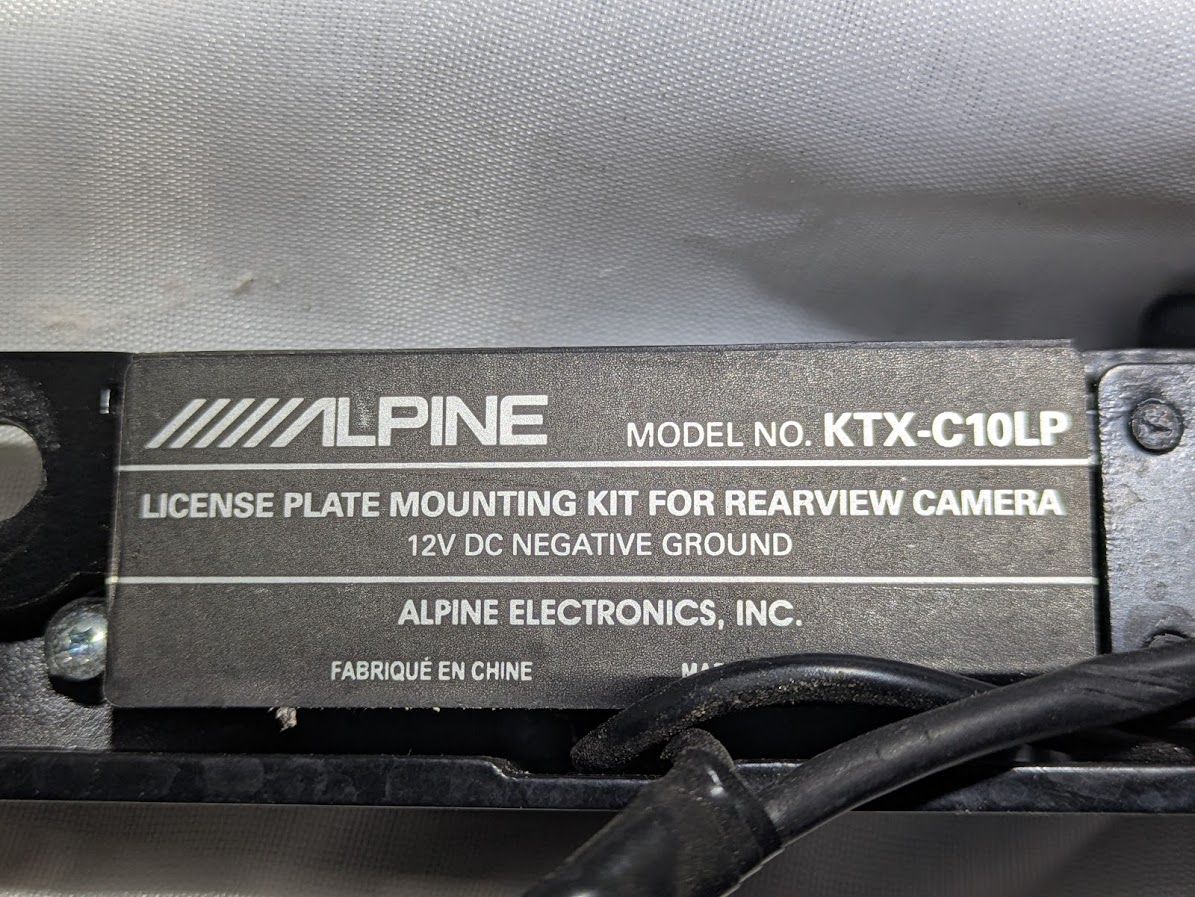 ALPINE MODEL NO. KTX-C10LP
LICENSE PLATE MOUNTING KIT FOR REARVIEW CAMERA
12V DC NEGATIVE GROUND
ALPINE ELECTRONICS, INC.
FABRIQUÉ EN CHINE